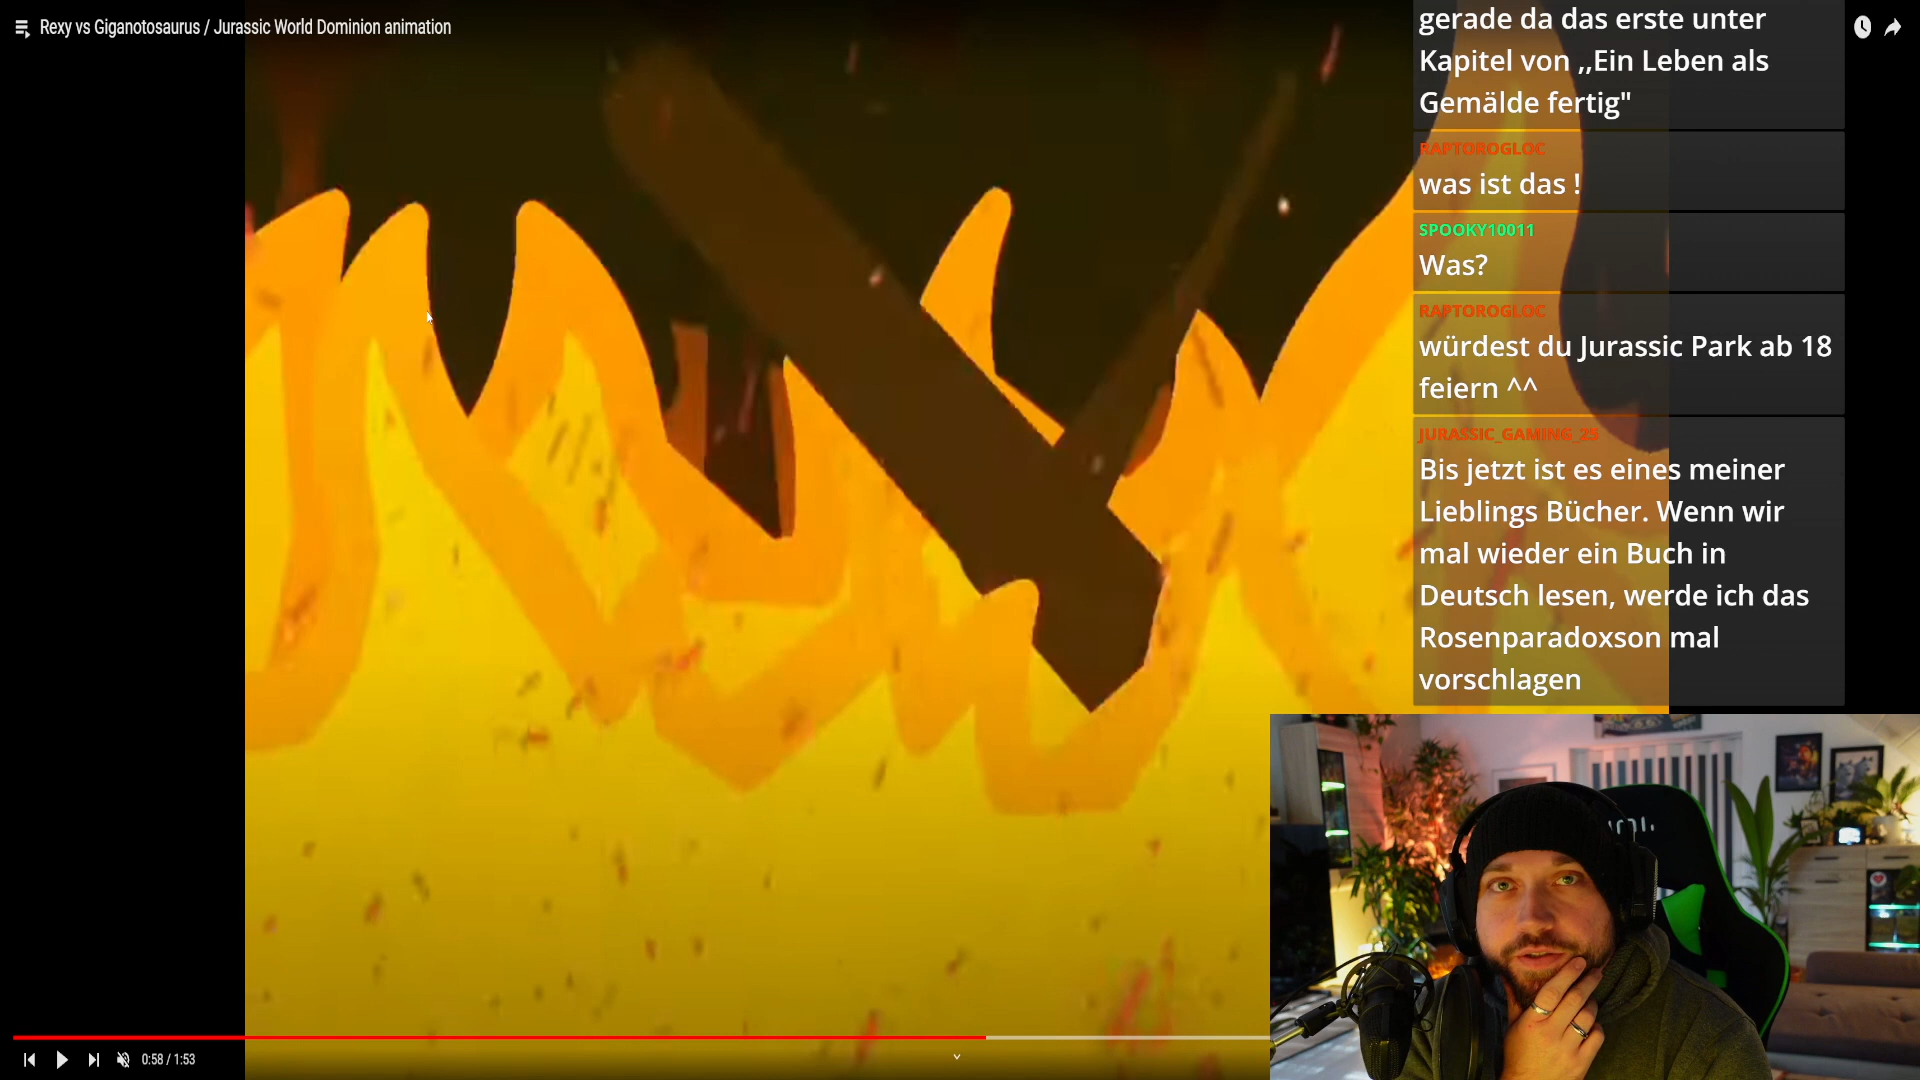 Rexy vs Giganotosaurus / Jurassic World Dominion animation
gerade da das erste unter
Kapitel von ,,Ein Leben als
Gemälde fertig"
RAPTOROGLOC
was ist das !
SPOOKY10011
Was?
RAPTOROGLOC
würdest du Jurassic Park ab 18
feiern ^^
JURASSIC_GAMING_25
Bis jetzt ist es eines meiner
Lieblings Bücher. Wenn wir
mal wieder ein Buch in
Deutsch lesen, werde ich das
Rosenparadoxson mal
vorschlagen
0:58 / 1:53